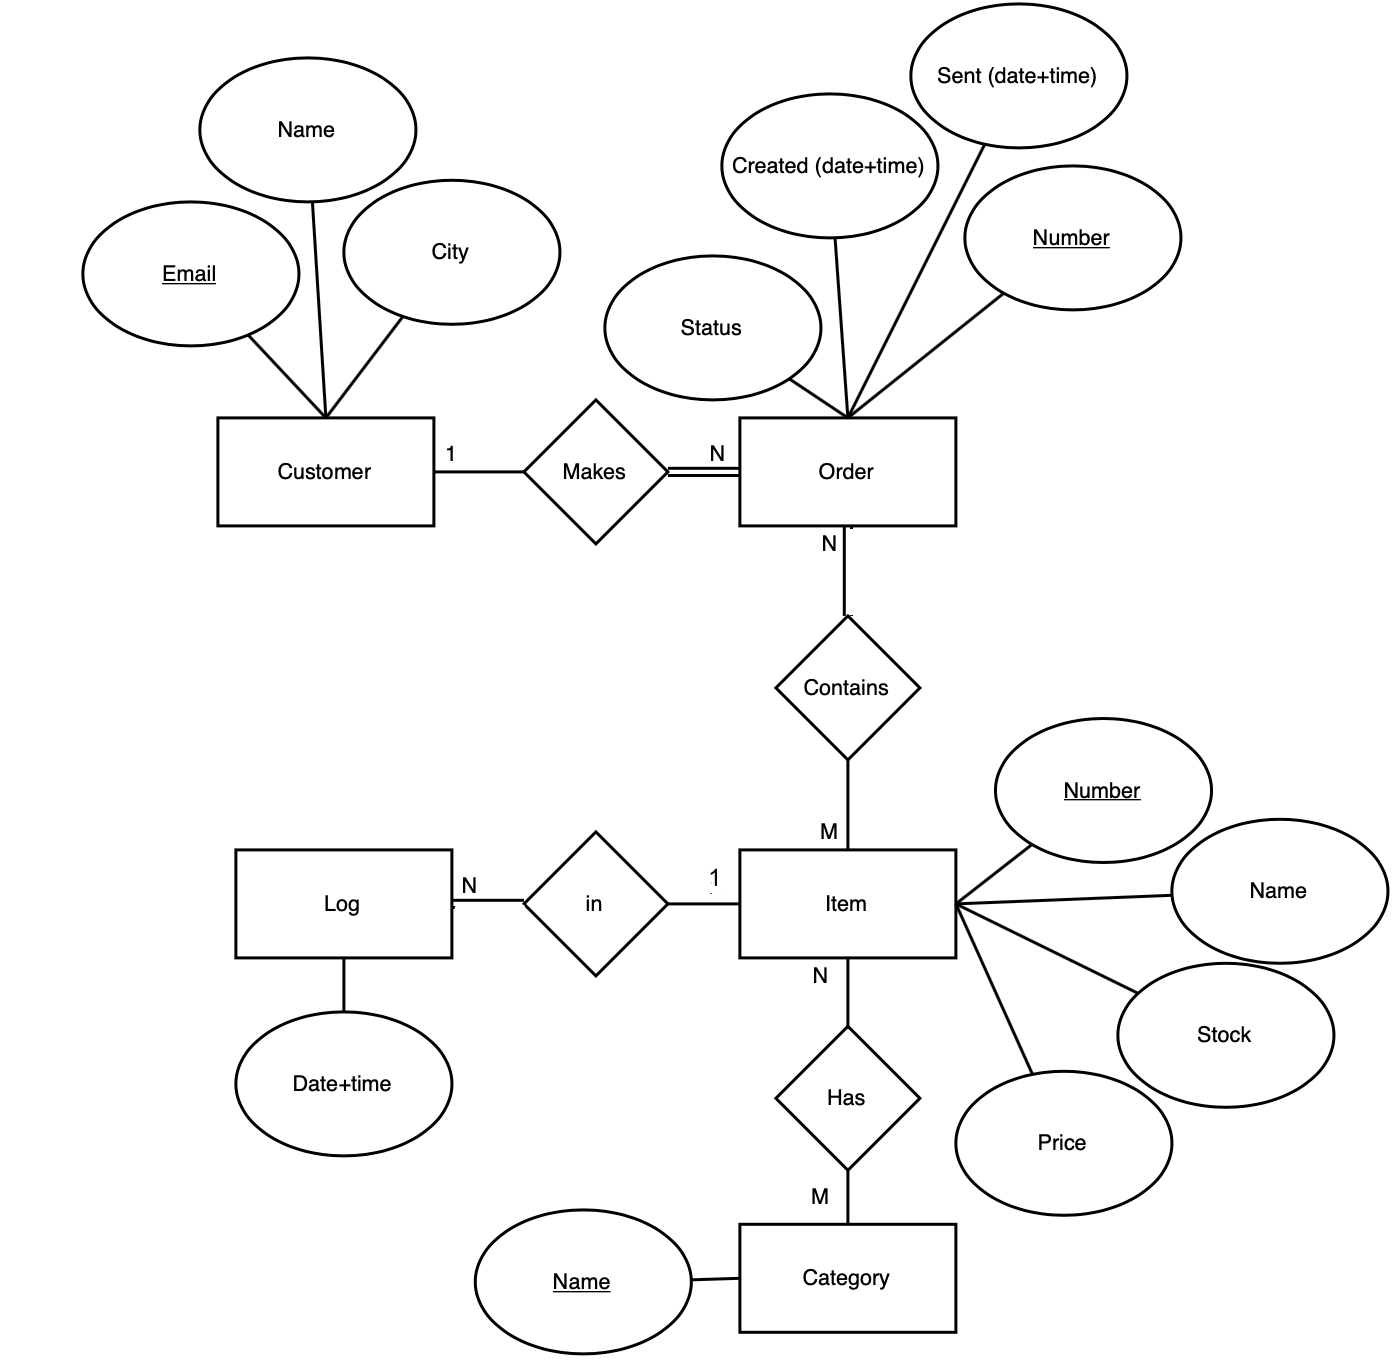 Sent (date+time)
Name
Created (date+time)
Number
City
Email
Status
1
N
Customer
Makes
Order
N
Contains
Number
M
1
N
Name
Log
in
Item
N
Stock
Date+time
Has
Price
M
Category
Name